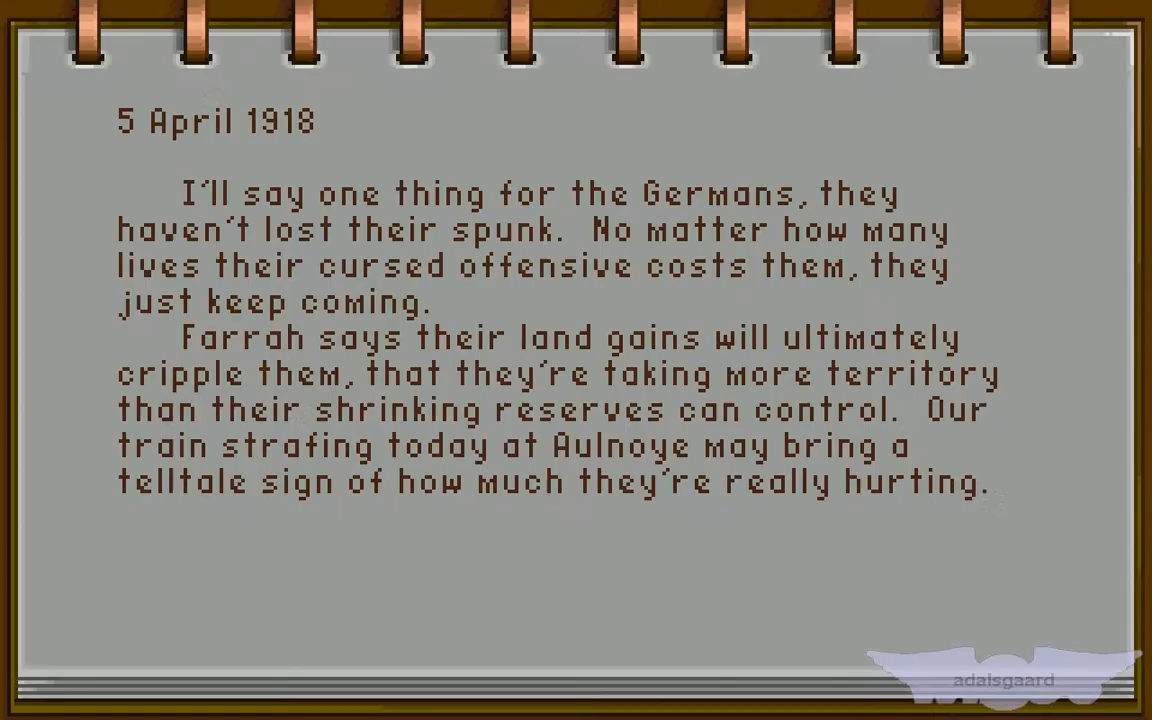 5 April 1918
I'll say one thing for the Germans, they
haven't lost their spunk.  No matter how many
lives their cursed offensive costs them, they
just keep coming.
Farrah says their land gains will ultimately
cripple them, that they're taking more territory
than their shrinking reserves can control.  Our
train strafing today at Aulnoye may bring a
telltale sign of how much they're really hurting.
adalsgaard